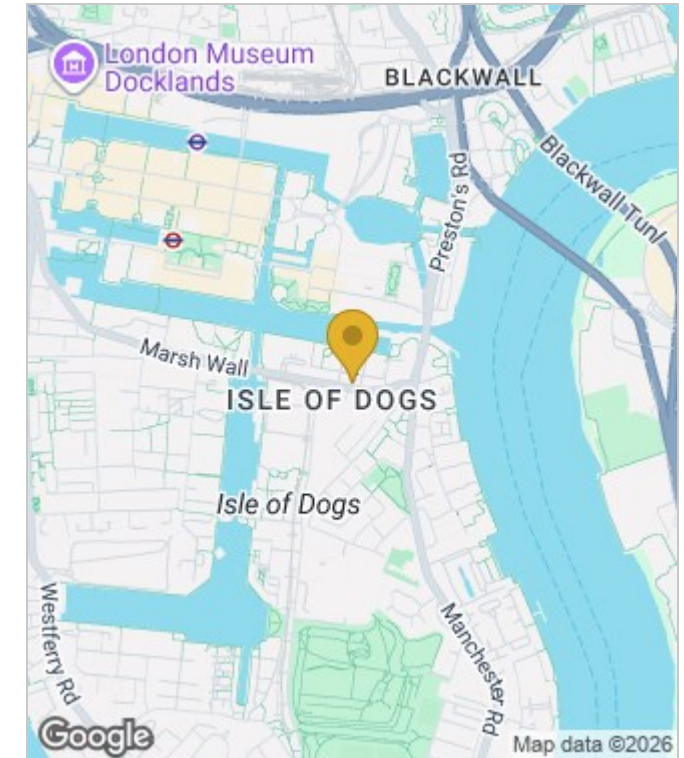 London Museum
Docklands
BLACKWALL
Blackwall Tunl
Preston's Rd
Marsh Wall
ISLE OF DOGS
Isle of Dogs
Westferry Rd
Manchester Rd
Google
Map data ©2026